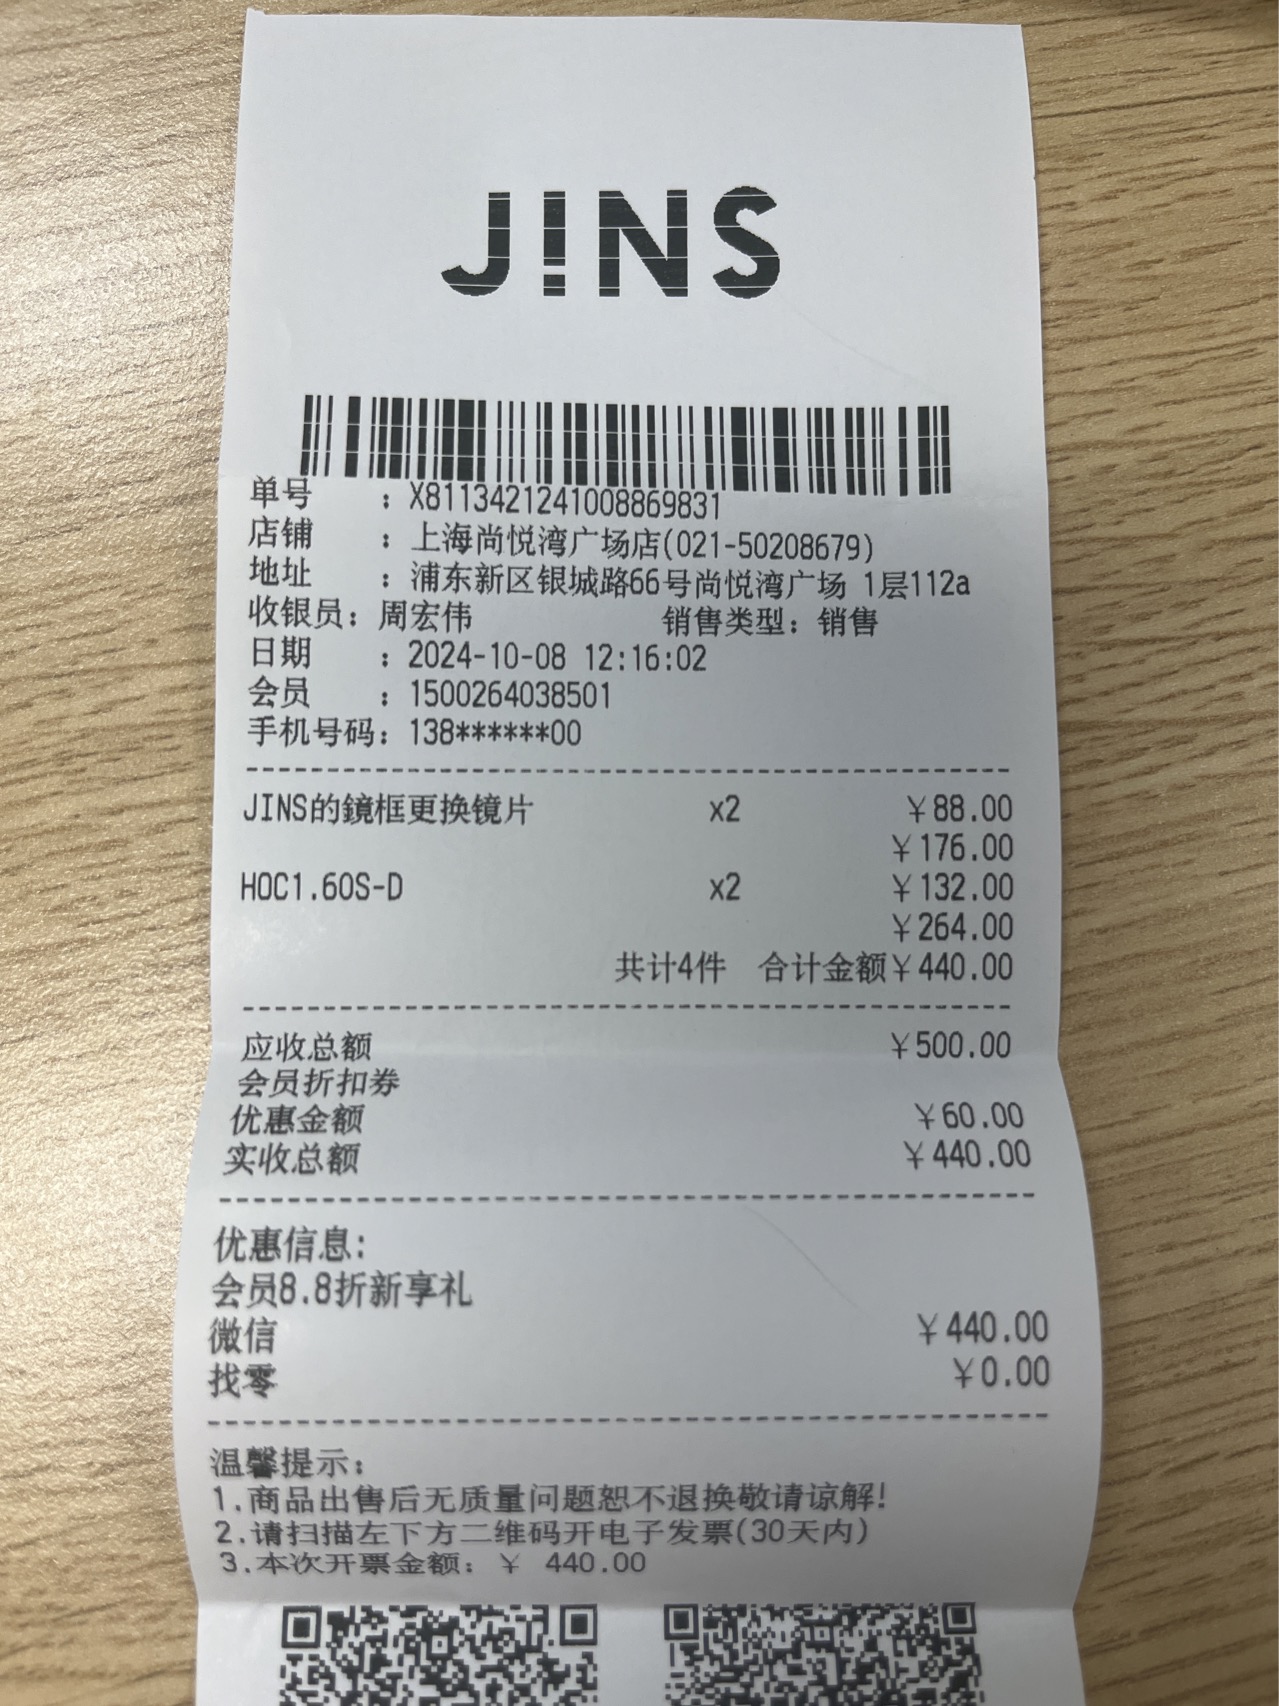 JINS
单号 : X81134212410088​69831
店铺 : 上海尚悦湾广场店(021-50208679)
地址 : 浦东新区银城路66号尚悦湾广场 1层112a
收银员: 周宏伟 销售类型: 销售
日期 : 2024-10-08 12:16:02
会员 : 1500264038501
手机号码: 138******00
JINS的鏡框更换镜片 x2 ¥88.00
¥176.00
HOC1.60S-D x2 ¥132.00
¥264.00
共计4件 合计金额¥440.00
应收总额 ¥500.00
会员折扣券
优惠金额 ¥60.00
实收总额 ¥440.00
优惠信息:
会员8.8折新享礼
微信 ¥440.00
找零 ¥0.00
温馨提示:
1.商品出售后无质量问题恕不退换敬请谅解!
2.请扫描左下方二维码开电子发票(30天内)
3.本次开票金额: ¥ 440.00